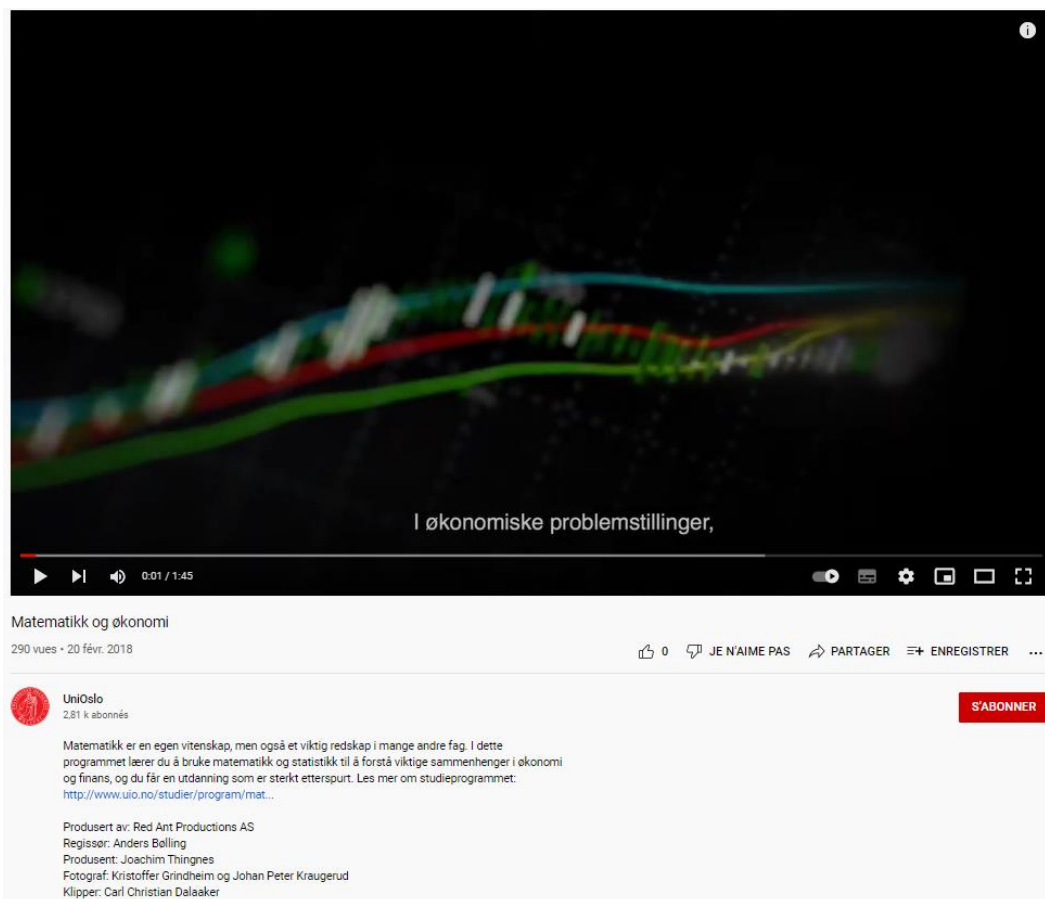 I økonomiske problemstillinger,
0:01 / 1:45
Matematikk og økonomi
290 vues • 20 févr. 2018
0 JE N'AIME PAS PARTAGER ENREGISTRER ...
UniOslo
2,81 k abonnés
S'ABONNER
Matematikk er en egen vitenskap, men også et viktig redskap i mange andre fag. I dette
programmet lærer du å bruke matematikk og statistikk til å forstå viktige sammenhenger i økonomi
og finans, og du får en utdanning som er sterkt etterspurt. Les mer om studieprogrammet:
http://www.uio.no/studier/program/mat...
Produsert av: Red Ant Productions AS
Regissør: Anders Bølling
Produsent: Joachim Thingnes
Fotograf: Kristoffer Grindheim og Johan Peter Kraugerud
Klipper: Carl Christian Dalaaker